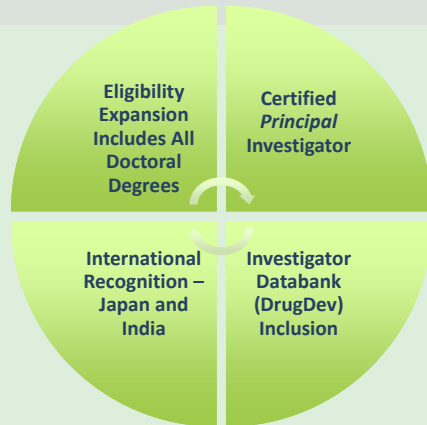 Eligibility
Expansion
Includes All
Doctoral
Degrees
Certified
Principal
Investigator
International
Recognition –
Japan and
India
Investigator
Databank
(DrugDev)
Inclusion